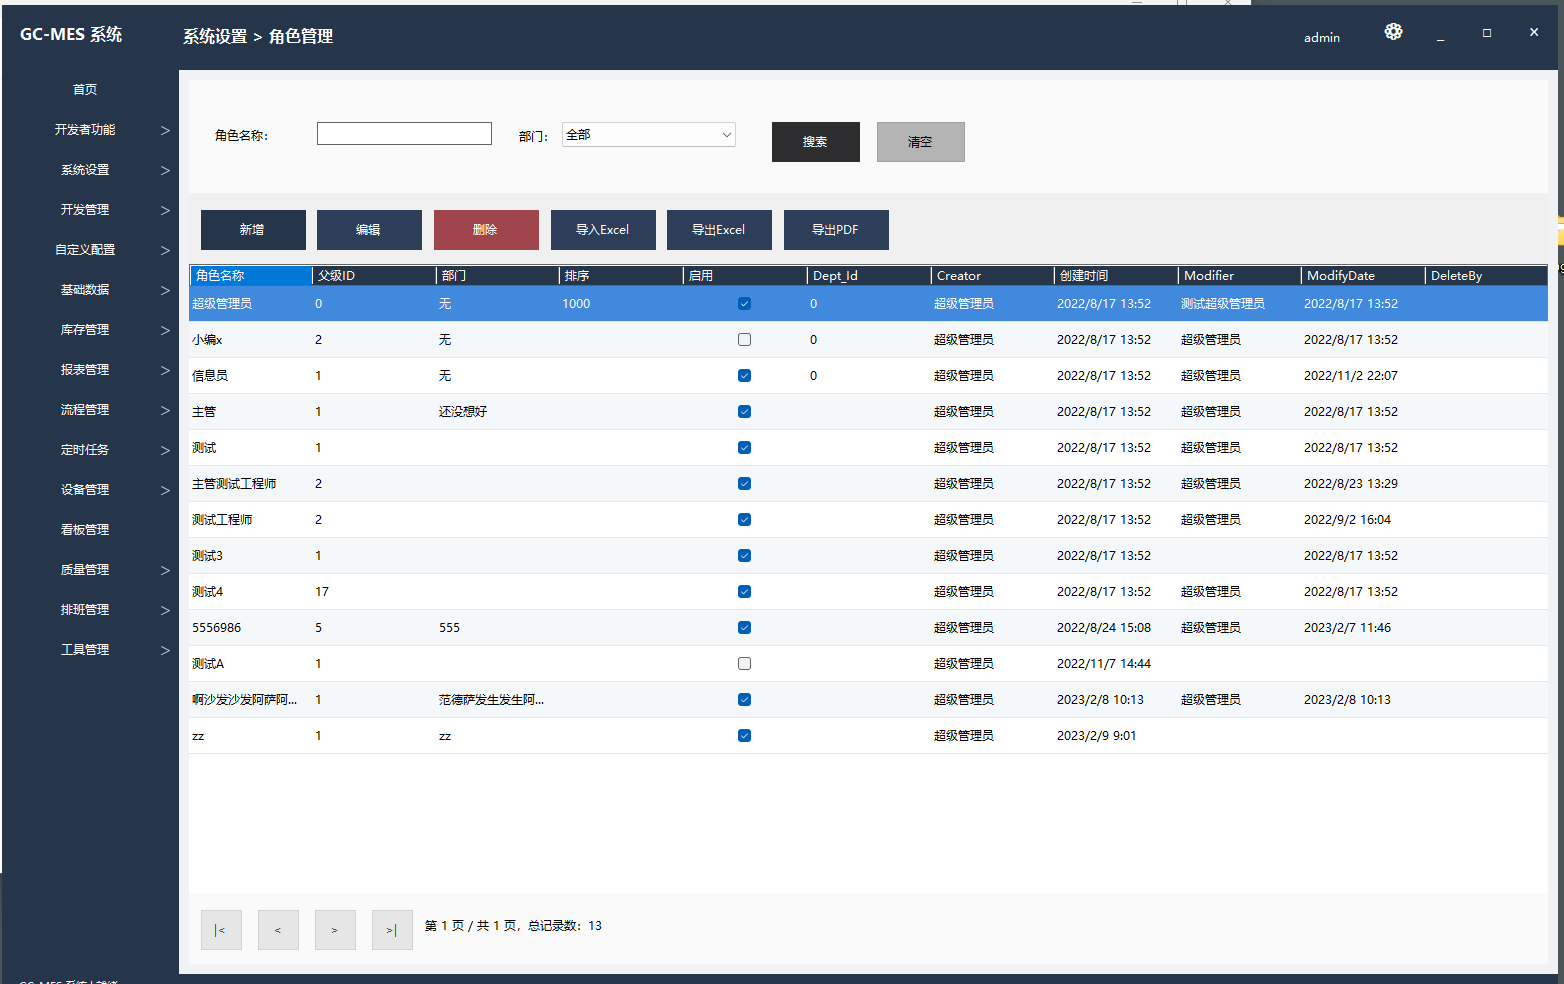 GC-MES 系统
系统设置 > 角色管理
admin
首页
开发者功能 >
系统设置 >
开发管理 >
自定义配置 >
基础数据 >
库存管理 >
报表管理 >
流程管理 >
定时任务 >
设备管理 >
看板管理
质量管理 >
排班管理 >
工具管理 >
角色名称: 部门: 全部 搜索 清空
新增 编辑 删除 导入Excel 导出Excel 导出PDF
角色名称 父级ID 部门 排序 启用 Dept_Id Creator 创建时间 Modifier ModifyDate DeleteBy
超级管理员 0 无 1000 0 超级管理员 2022/8/17 13:52 测试超级管理员 2022/8/17 13:52
小编x 2 无 0 超级管理员 2022/8/17 13:52 超级管理员 2022/8/17 13:52
信息员 1 无 0 超级管理员 2022/8/17 13:52 超级管理员 2022/11/2 22:07
主管 1 还没想好 超级管理员 2022/8/17 13:52 超级管理员 2022/8/17 13:52
测试 1 超级管理员 2022/8/17 13:52 超级管理员 2022/8/17 13:52
主管测试工程师 2 超级管理员 2022/8/17 13:52 超级管理员 2022/8/23 13:29
测试工程师 2 超级管理员 2022/8/17 13:52 超级管理员 2022/9/2 16:04
测试3 1 超级管理员 2022/8/17 13:52 2022/8/17 13:52
测试4 17 超级管理员 2022/8/17 13:52 超级管理员 2022/8/17 13:52
5556986 5 555 超级管理员 2022/8/24 15:08 超级管理员 2023/2/7 11:46
测试A 1 超级管理员 2022/11/7 14:44
啊沙发沙发阿萨阿... 1 范德萨发生发生阿... 超级管理员 2023/2/8 10:13 超级管理员 2023/2/8 10:13
zz 1 zz 超级管理员 2023/2/9 9:01
|< < > >| 第 1 页 / 共 1 页，总记录数：13